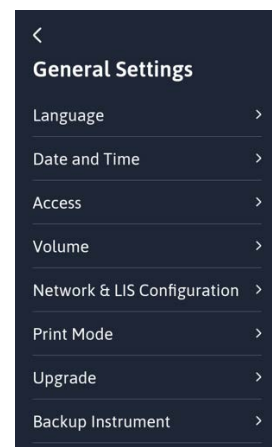 General Settings
Language
Date and Time
Access
Volume
Network & LIS Configuration
Print Mode
Upgrade
Backup Instrument